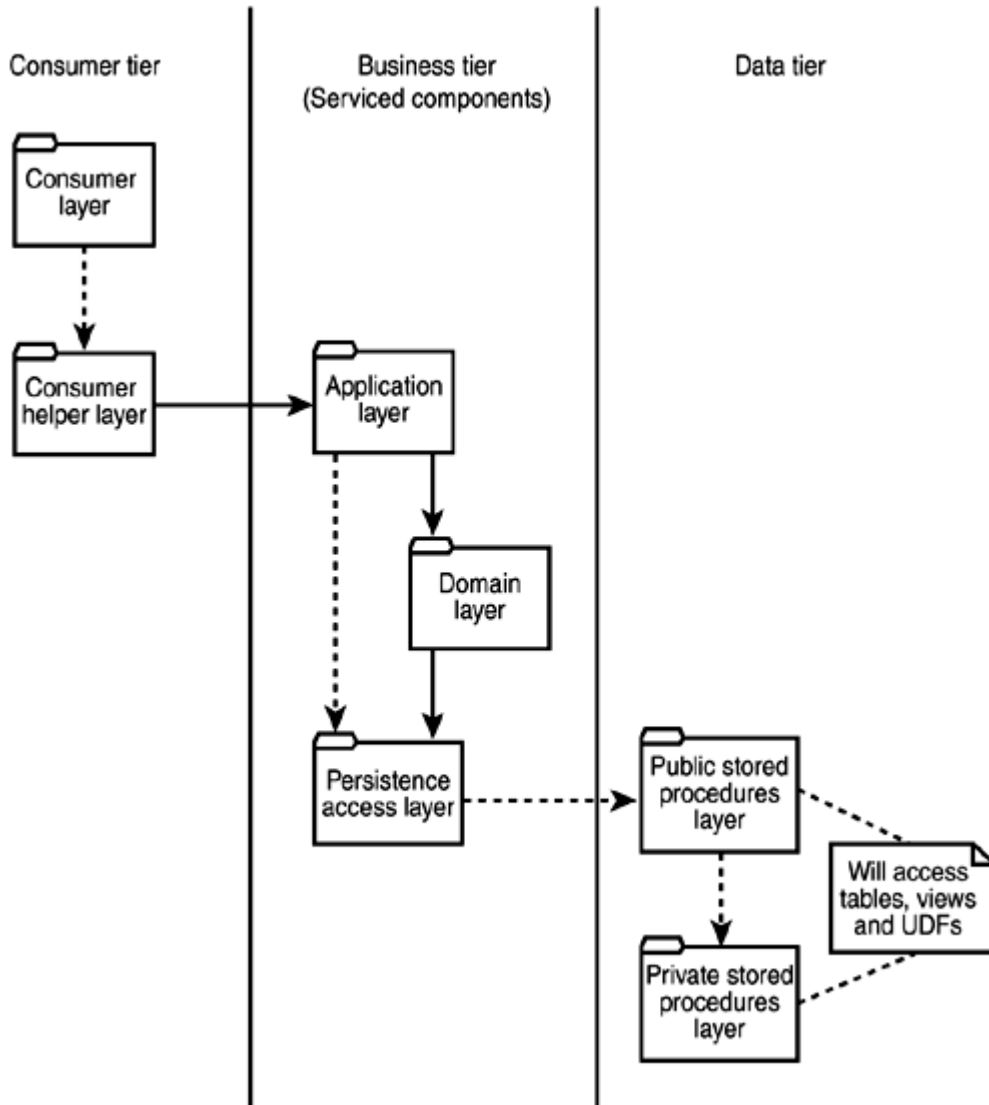 Consumer tier
Business tier
(Serviced components)
Data tier
Consumer
layer
Consumer
helper layer
Application
layer
Domain
layer
Persistence
access layer
Public stored
procedures
layer
Will access
tables, views
and UDFs
Private stored
procedures
layer